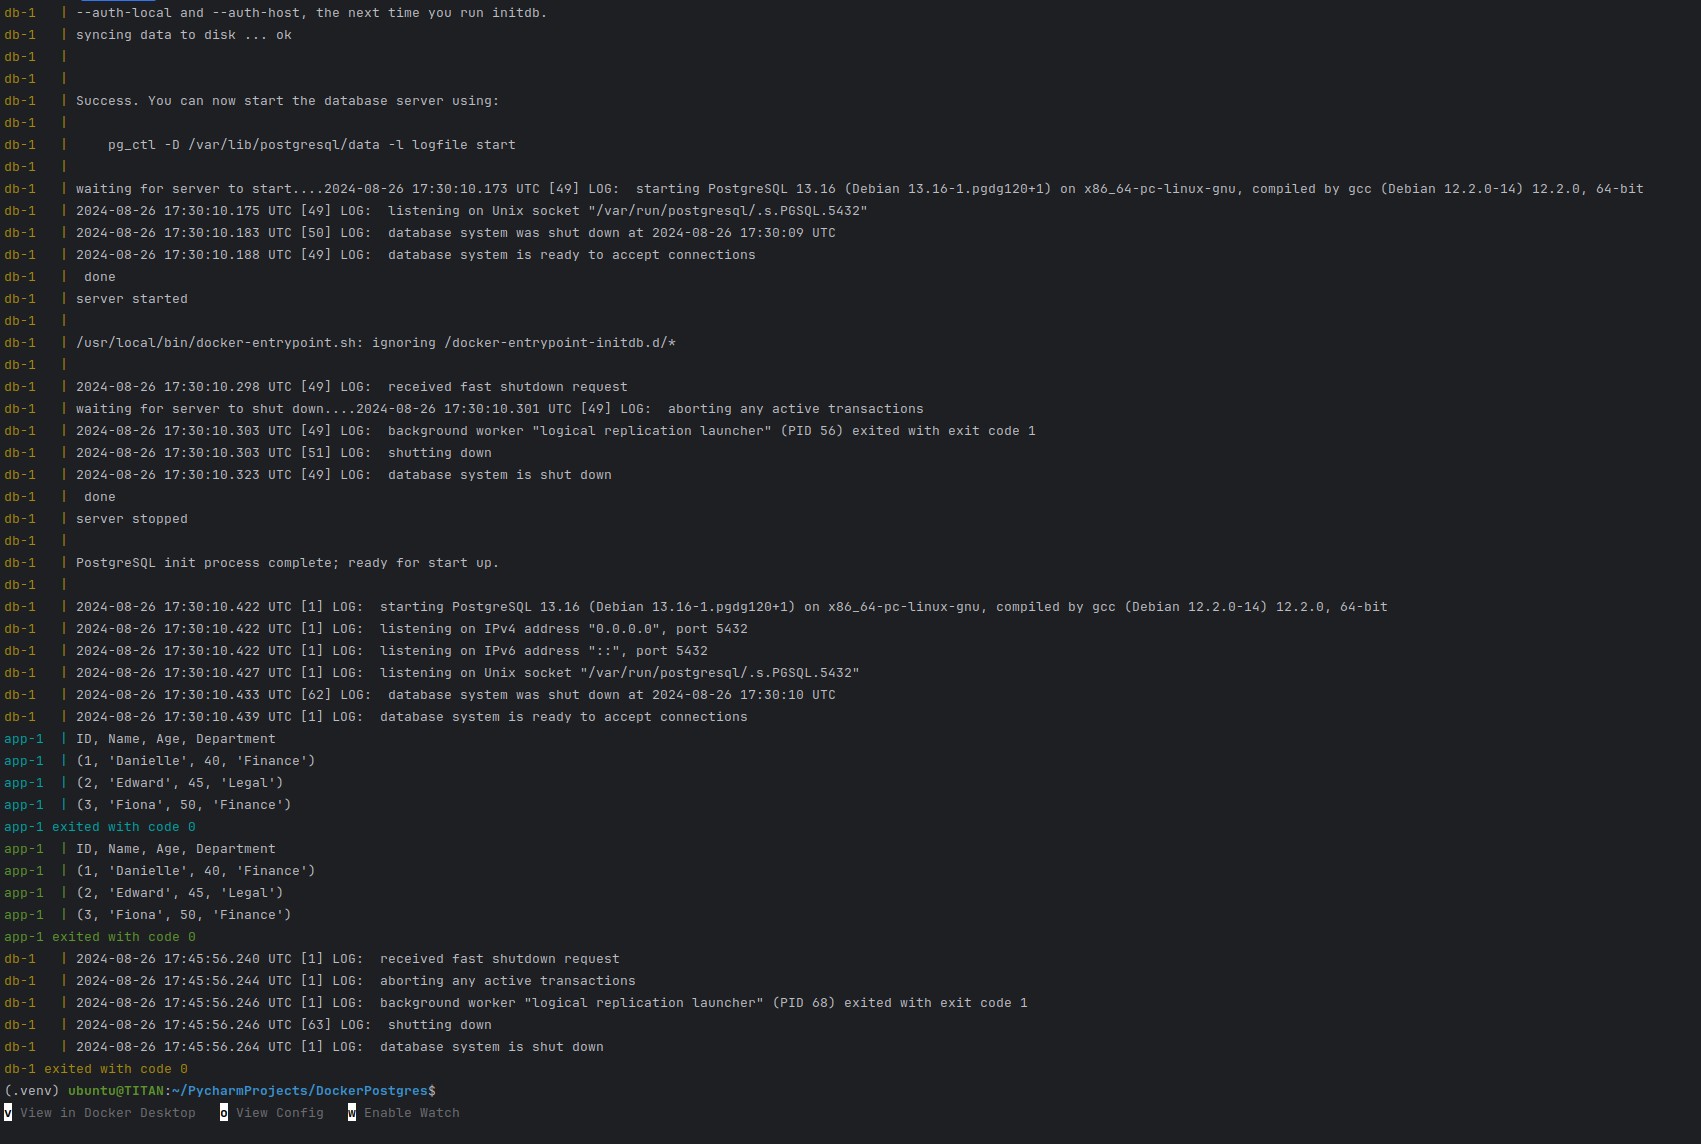 db-1   | --auth-local and --auth-host, the next time you run initdb.
db-1   | syncing data to disk ... ok
db-1   |
db-1   |
db-1   | Success. You can now start the database server using:
db-1   |
db-1   |     pg_ctl -D /var/lib/postgresql/data -l logfile start
db-1   |
db-1   | waiting for server to start....2024-08-26 17:30:10.173 UTC [49] LOG:  starting PostgreSQL 13.16 (Debian 13.16-1.pgdg120+1) on x86_64-pc-linux-gnu, compiled by gcc (Debian 12.2.0-14) 12.2.0, 64-bit
db-1   | 2024-08-26 17:30:10.175 UTC [49] LOG:  listening on Unix socket "/var/run/postgresql/.s.PGSQL.5432"
db-1   | 2024-08-26 17:30:10.183 UTC [50] LOG:  database system was shut down at 2024-08-26 17:30:09 UTC
db-1   | 2024-08-26 17:30:10.188 UTC [49] LOG:  database system is ready to accept connections
db-1   |  done
db-1   | server started
db-1   |
db-1   | /usr/local/bin/docker-entrypoint.sh: ignoring /docker-entrypoint-initdb.d/*
db-1   |
db-1   | 2024-08-26 17:30:10.298 UTC [49] LOG:  received fast shutdown request
db-1   | waiting for server to shut down....2024-08-26 17:30:10.301 UTC [49] LOG:  aborting any active transactions
db-1   | 2024-08-26 17:30:10.303 UTC [49] LOG:  background worker "logical replication launcher" (PID 56) exited with exit code 1
db-1   | 2024-08-26 17:30:10.303 UTC [51] LOG:  shutting down
db-1   | 2024-08-26 17:30:10.323 UTC [49] LOG:  database system is shut down
db-1   |  done
db-1   | server stopped
db-1   |
db-1   | PostgreSQL init process complete; ready for start up.
db-1   |
db-1   | 2024-08-26 17:30:10.422 UTC [1] LOG:  starting PostgreSQL 13.16 (Debian 13.16-1.pgdg120+1) on x86_64-pc-linux-gnu, compiled by gcc (Debian 12.2.0-14) 12.2.0, 64-bit
db-1   | 2024-08-26 17:30:10.422 UTC [1] LOG:  listening on IPv4 address "0.0.0.0", port 5432
db-1   | 2024-08-26 17:30:10.422 UTC [1] LOG:  listening on IPv6 address "::", port 5432
db-1   | 2024-08-26 17:30:10.427 UTC [1] LOG:  listening on Unix socket "/var/run/postgresql/.s.PGSQL.5432"
db-1   | 2024-08-26 17:30:10.433 UTC [62] LOG:  database system was shut down at 2024-08-26 17:30:10 UTC
db-1   | 2024-08-26 17:30:10.439 UTC [1] LOG:  database system is ready to accept connections
app-1  | ID, Name, Age, Department
app-1  | (1, 'Danielle', 40, 'Finance')
app-1  | (2, 'Edward', 45, 'Legal')
app-1  | (3, 'Fiona', 50, 'Finance')
app-1 exited with code 0
app-1  | ID, Name, Age, Department
app-1  | (1, 'Danielle', 40, 'Finance')
app-1  | (2, 'Edward', 45, 'Legal')
app-1  | (3, 'Fiona', 50, 'Finance')
app-1 exited with code 0
db-1   | 2024-08-26 17:45:56.240 UTC [1] LOG:  received fast shutdown request
db-1   | 2024-08-26 17:45:56.244 UTC [1] LOG:  aborting any active transactions
db-1   | 2024-08-26 17:45:56.246 UTC [1] LOG:  background worker "logical replication launcher" (PID 68) exited with exit code 1
db-1   | 2024-08-26 17:45:56.246 UTC [63] LOG:  shutting down
db-1   | 2024-08-26 17:45:56.264 UTC [1] LOG:  database system is shut down
db-1 exited with code 0
(.venv) ubuntu@TITAN:~/PycharmProjects/DockerPostgres$
v View in Docker Desktop   o View Config   w Enable Watch